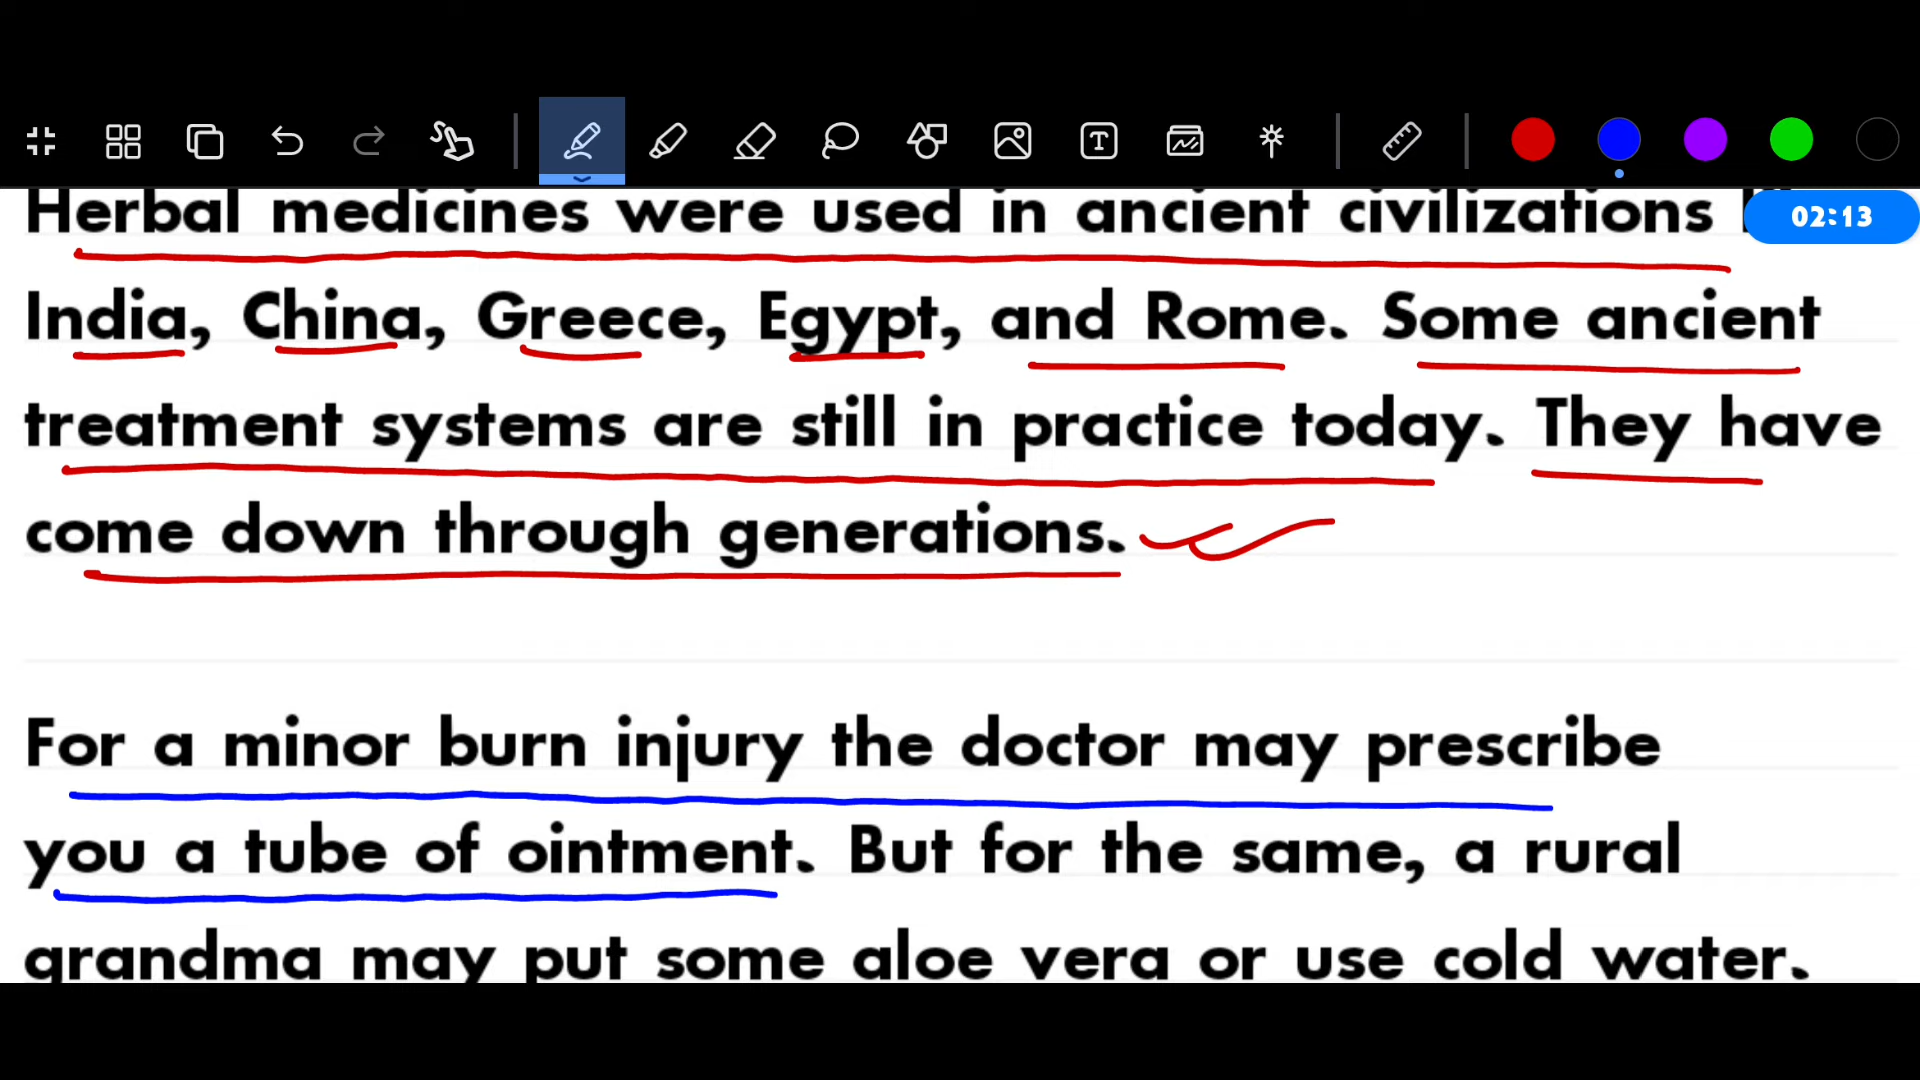 02:13
Herbal medicines were used in ancient civilizations
India, China, Greece, Egypt, and Rome. Some ancient
treatment systems are still in practice today. They have
come down through generations.
For a minor burn injury the doctor may prescribe
you a tube of ointment. But for the same, a rural
grandma may put some aloe vera or use cold water.